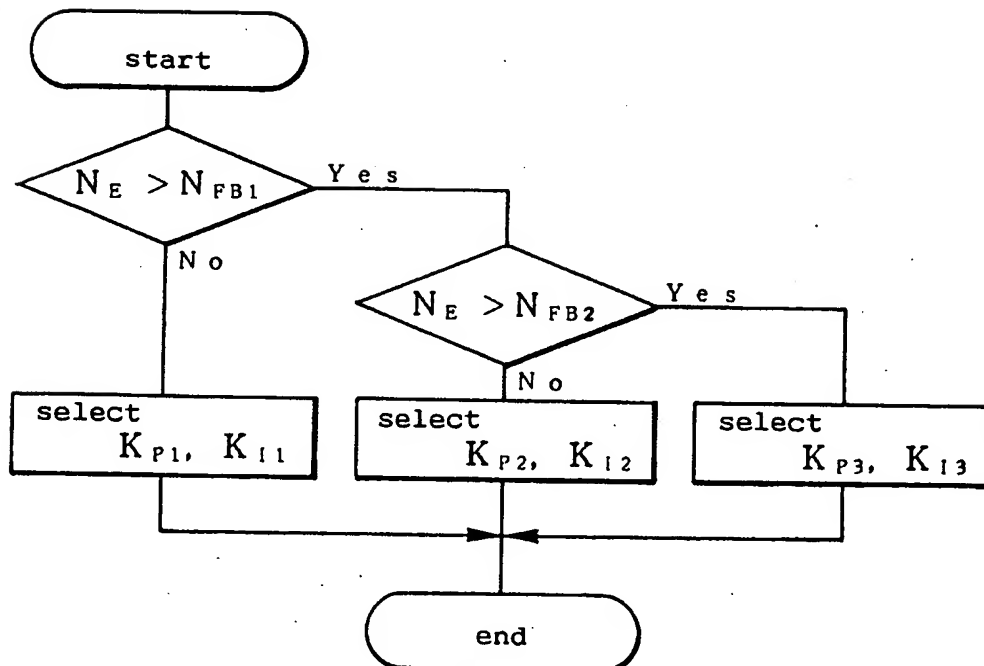 start
N_E > N_FB1
Yes
No
N_E > N_FB2
Yes
No
select
K_P1, K_I1
select
K_P2, K_I2
select
K_P3, K_I3
end